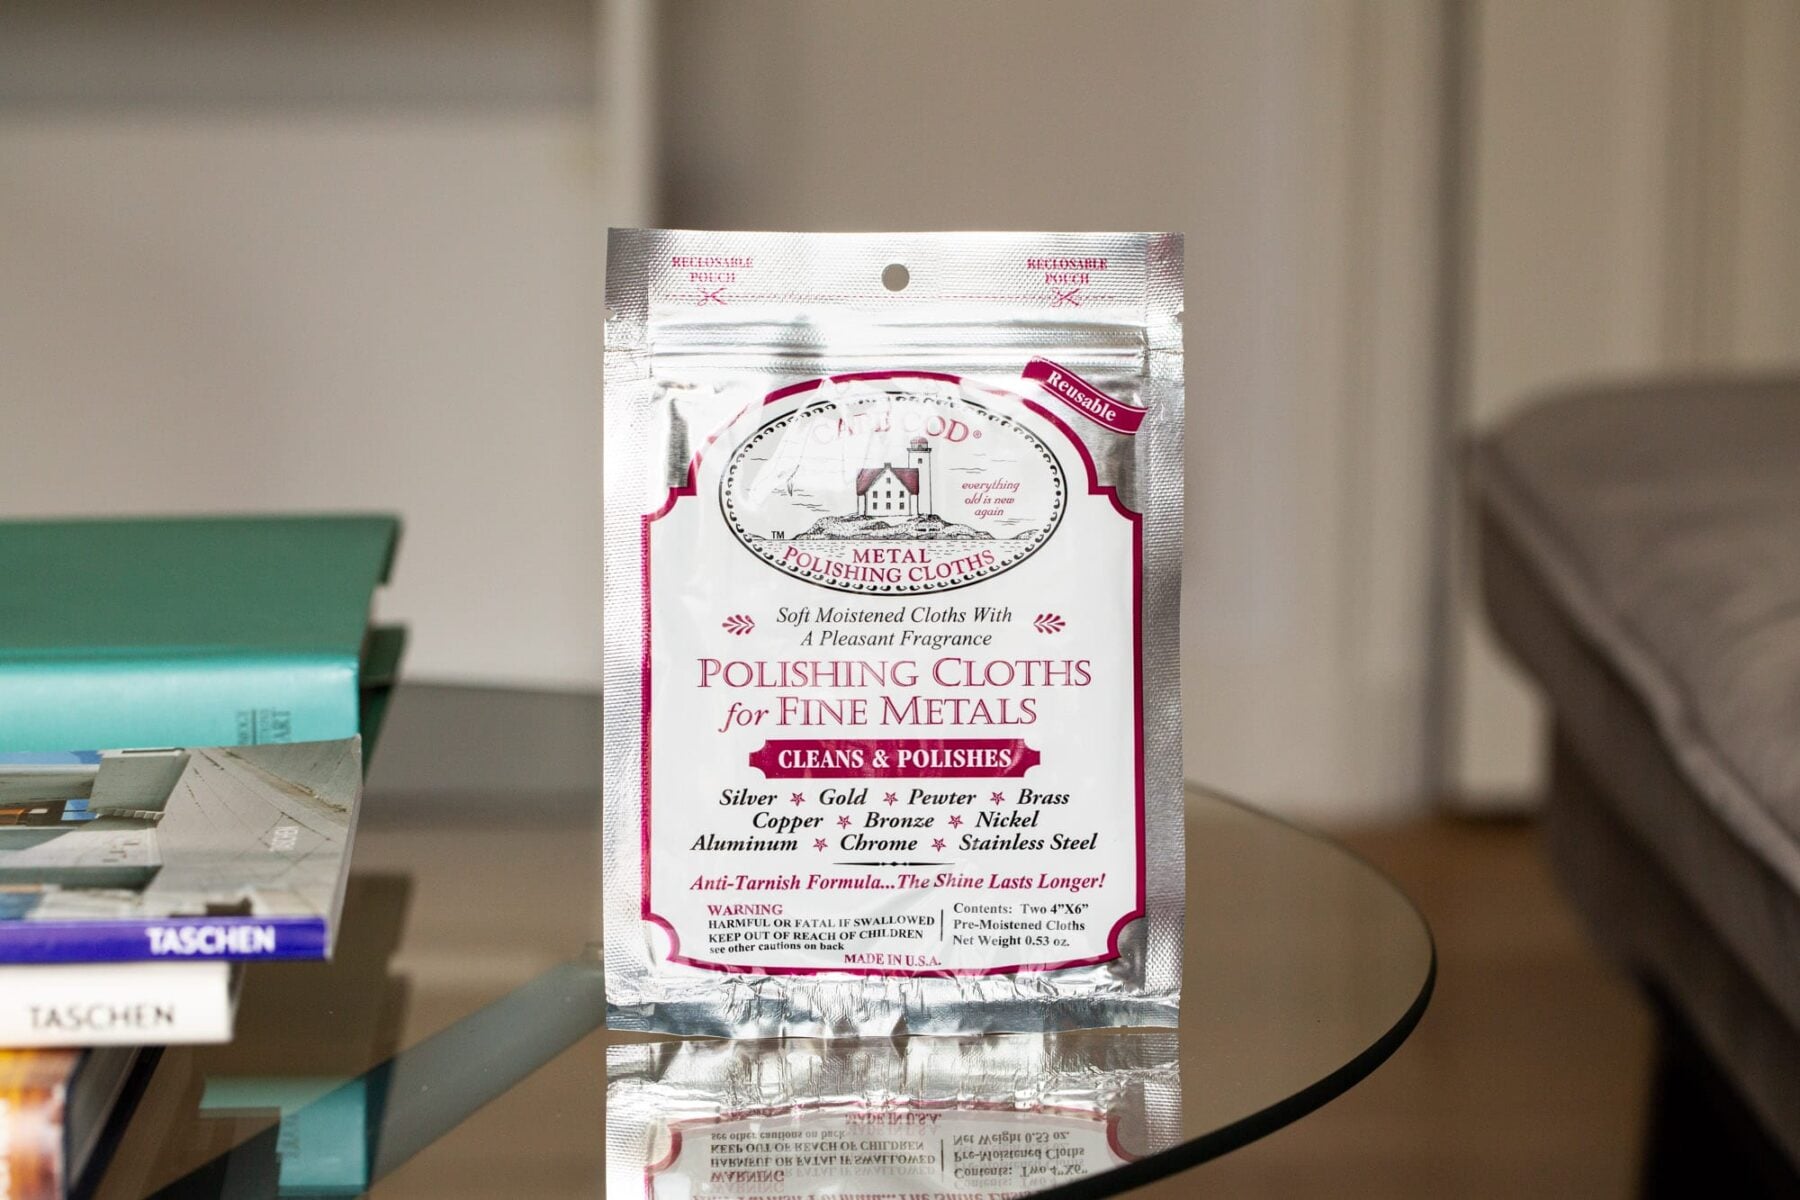 RECLOSABLE
POUCH
RECLOSABLE
POUCH
Reusable
CAPE COD®
everything
old is new
again
TM
METAL
POLISHING CLOTHS
Soft Moistened Cloths With
A Pleasant Fragrance
POLISHING CLOTHS
for FINE METALS
CLEANS & POLISHES
Silver Gold Pewter Brass
Copper Bronze Nickel
Aluminum Chrome Stainless Steel
Anti-Tarnish Formula...The Shine Lasts Longer!
WARNING
HARMFUL OR FATAL IF SWALLOWED
KEEP OUT OF REACH OF CHILDREN
see other cautions on back
Contents: Two 4”X6”
Pre-Moistened Cloths
Net Weight 0.53 oz.
MADE IN U.S.A.
ART
TASCHEN
TASCHEN